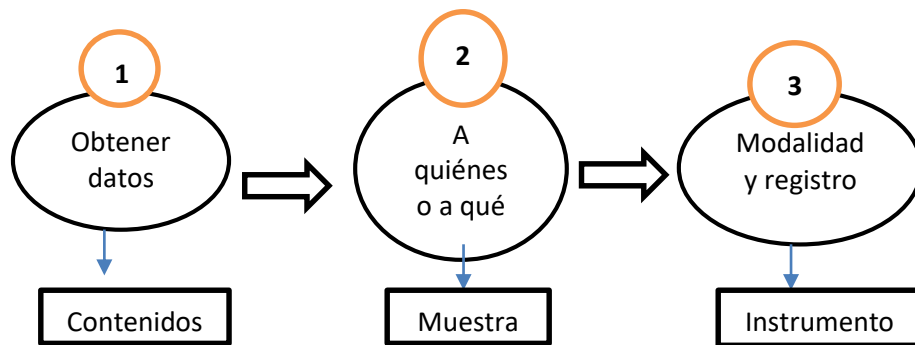 1
Obtener
datos
Contenidos
2
A
quiénes
o a qué
Muestra
3
Modalidad
y registro
Instrumento